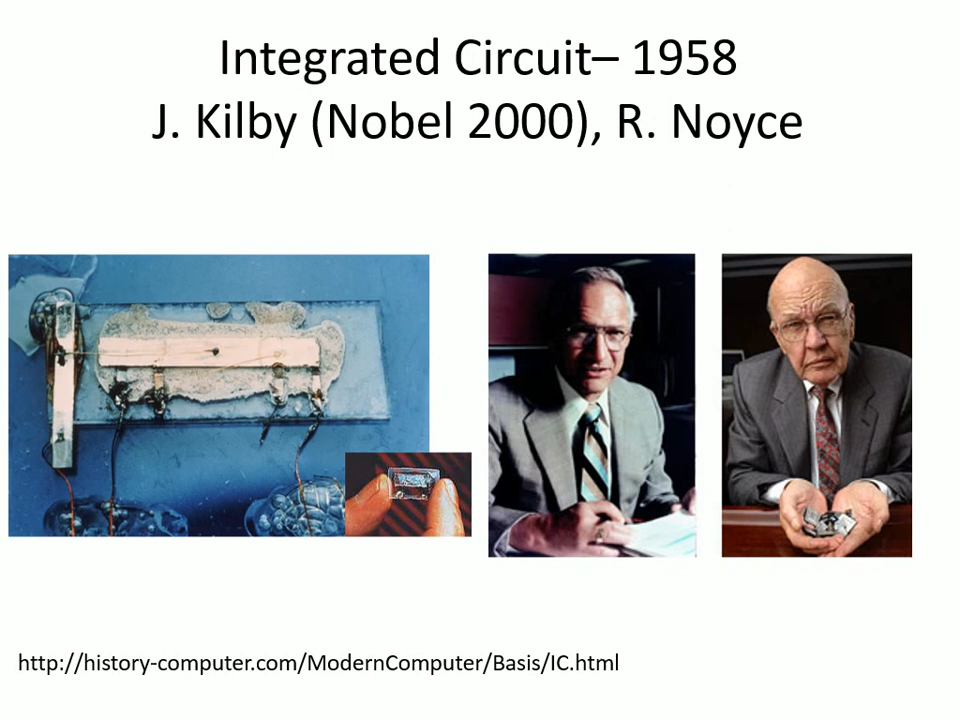 Integrated Circuit– 1958
J. Kilby (Nobel 2000), R. Noyce
http://history-computer.com/ModernComputer/Basis/IC.html